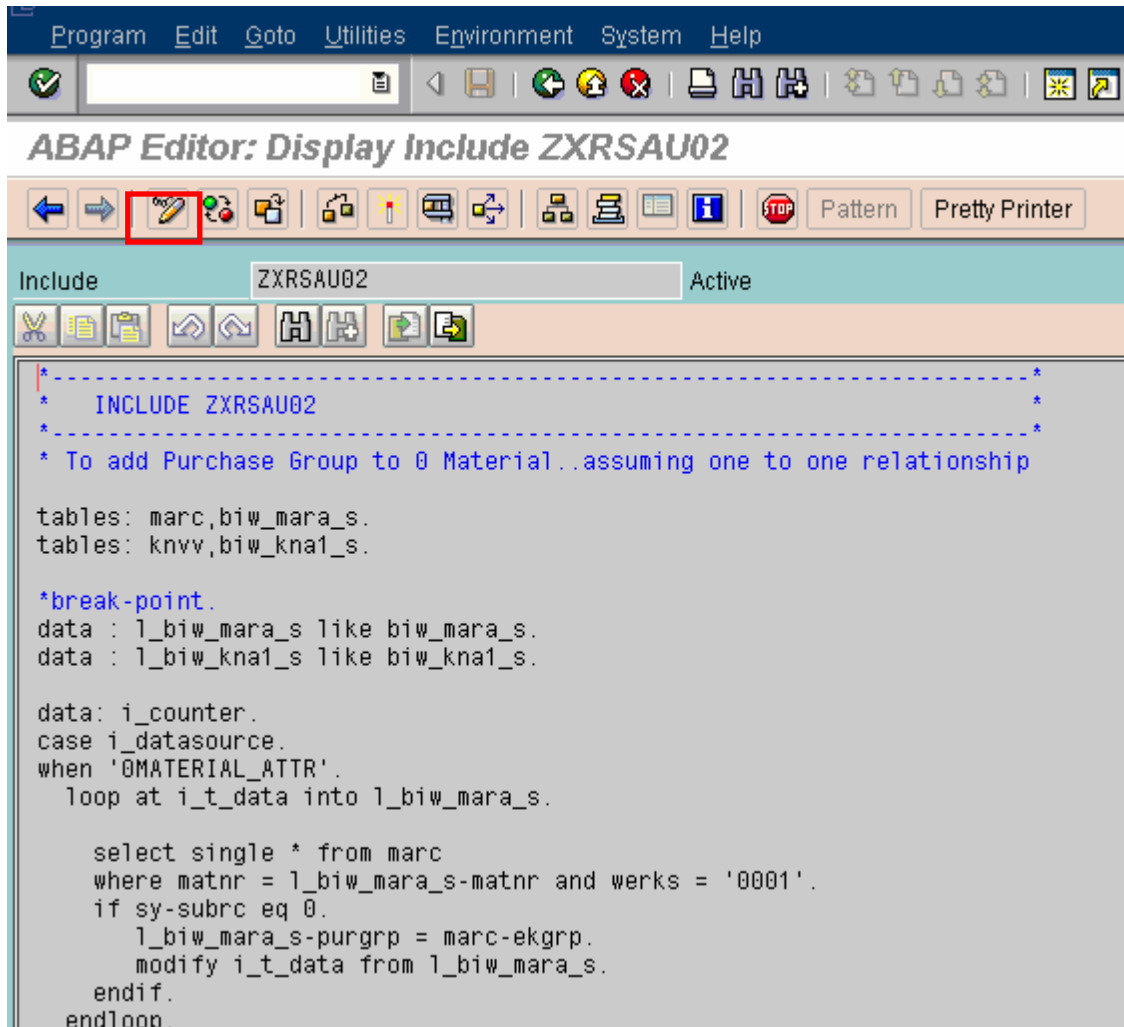 Program Edit Goto Utilities Environment System Help
ABAP Editor: Display Include ZXRSAU02
STOP Pattern Pretty Printer
Include ZXRSAU02 Active
*----------------------------------------------------------------------*
*   INCLUDE ZXRSAU02                                                   *
*----------------------------------------------------------------------*
* To add Purchase Group to 0 Material..assuming one to one relationship
tables: marc,biw_mara_s.
tables: knvv,biw_kna1_s.
*break-point.
data : l_biw_mara_s like biw_mara_s.
data : l_biw_kna1_s like biw_kna1_s.
data: i_counter.
case i_datasource.
when '0MATERIAL_ATTR'.
  loop at i_t_data into l_biw_mara_s.
    select single * from marc
    where matnr = l_biw_mara_s-matnr and werks = '0001'.
    if sy-subrc eq 0.
       l_biw_mara_s-purgrp = marc-ekgrp.
       modify i_t_data from l_biw_mara_s.
    endif.
  endloop.